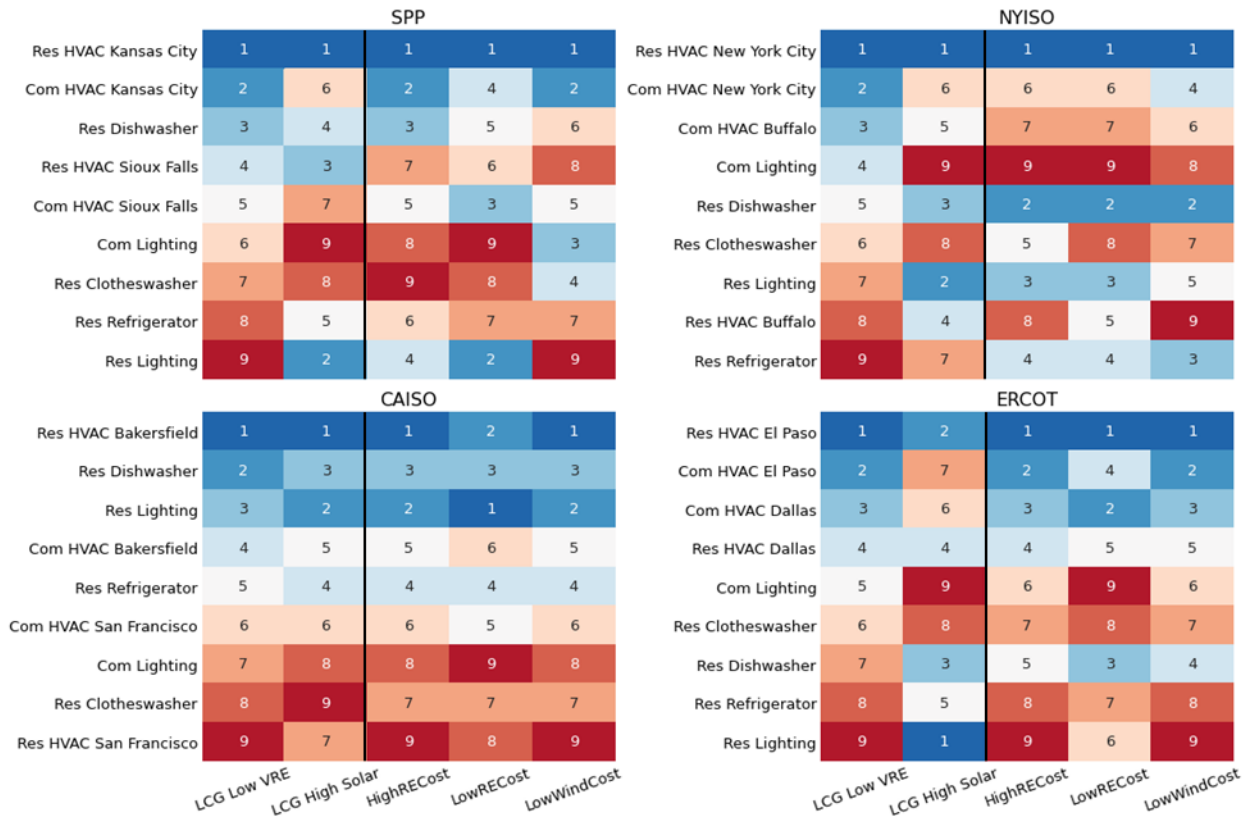 SPP
Res HVAC Kansas City 1 1 1 1 1
Com HVAC Kansas City 2 6 2 4 2
Res Dishwasher 3 4 3 5 6
Res HVAC Sioux Falls 4 3 7 6 8
Com HVAC Sioux Falls 5 7 5 3 5
Com Lighting 6 9 8 9 3
Res Clotheswasher 7 8 9 8 4
Res Refrigerator 8 5 6 7 7
Res Lighting 9 2 4 2 9
NYISO
Res HVAC New York City 1 1 1 1 1
Com HVAC New York City 2 6 6 6 4
Com HVAC Buffalo 3 5 7 7 6
Com Lighting 4 9 9 9 8
Res Dishwasher 5 3 2 2 2
Res Clotheswasher 6 8 5 8 7
Res Lighting 7 2 3 3 5
Res HVAC Buffalo 8 4 8 5 9
Res Refrigerator 9 7 4 4 3
CAISO
Res HVAC Bakersfield 1 1 1 2 1
Res Dishwasher 2 3 3 3 3
Res Lighting 3 2 2 1 2
Com HVAC Bakersfield 4 5 5 6 5
Res Refrigerator 5 4 4 4 4
Com HVAC San Francisco 6 6 6 5 6
Com Lighting 7 8 8 9 8
Res Clotheswasher 8 9 7 7 7
Res HVAC San Francisco 9 7 9 8 9
LCG Low VRE LCG High Solar HighRECost LowRECost LowWindCost
ERCOT
Res HVAC El Paso 1 2 1 1 1
Com HVAC El Paso 2 7 2 4 2
Com HVAC Dallas 3 6 3 2 3
Res HVAC Dallas 4 4 4 5 5
Com Lighting 5 9 6 9 6
Res Clotheswasher 6 8 7 8 7
Res Dishwasher 7 3 5 3 4
Res Refrigerator 8 5 8 7 8
Res Lighting 9 1 9 6 9
LCG Low VRE LCG High Solar HighRECost LowRECost LowWindCost